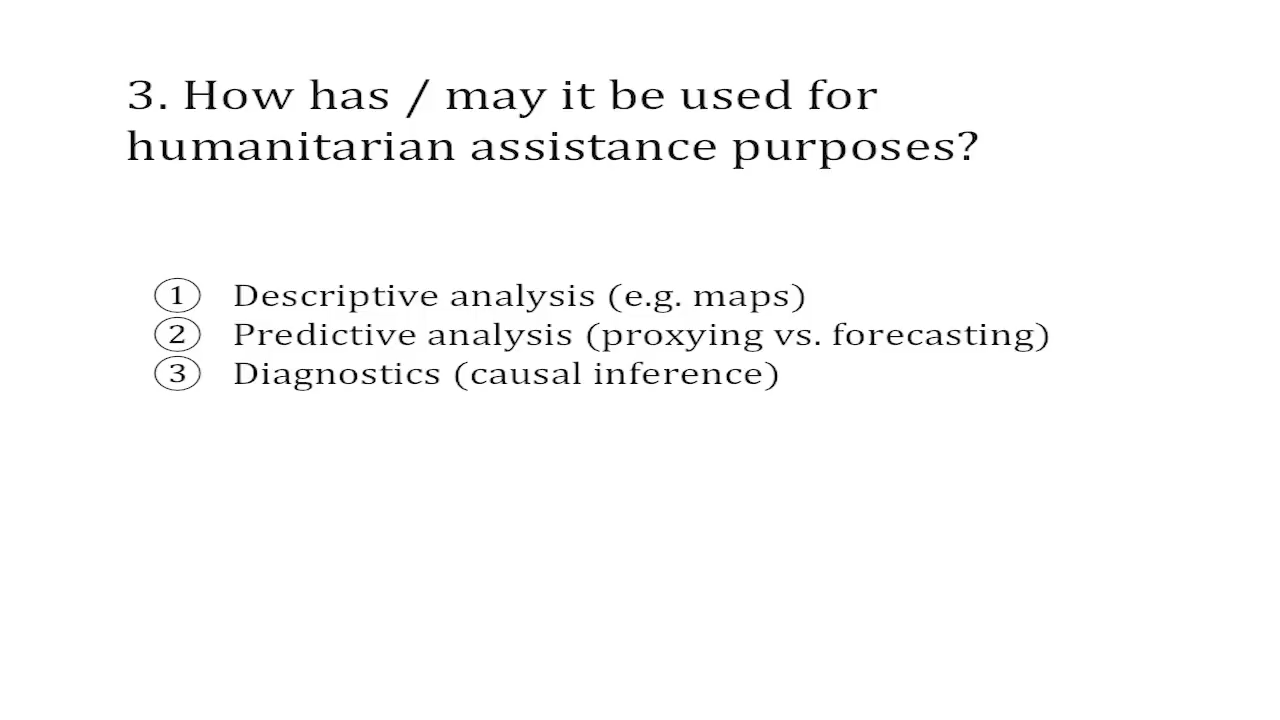 3. How has / may it be used for
humanitarian assistance purposes?
① Descriptive analysis (e.g. maps)
② Predictive analysis (proxying vs. forecasting)
③ Diagnostics (causal inference)